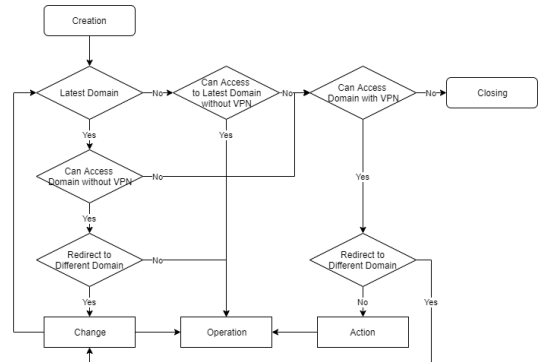 Creation
Latest Domain
No
Can Access
to Latest Domain
without VPN
No
Can Access
Domain with VPN
No
Closing
Yes
Yes
Can Access
Domain without VPN
No
Yes
Yes
Redirect to
Different Domain
No
Redirect to
Different Domain
Yes
No
Yes
Change
Operation
Action